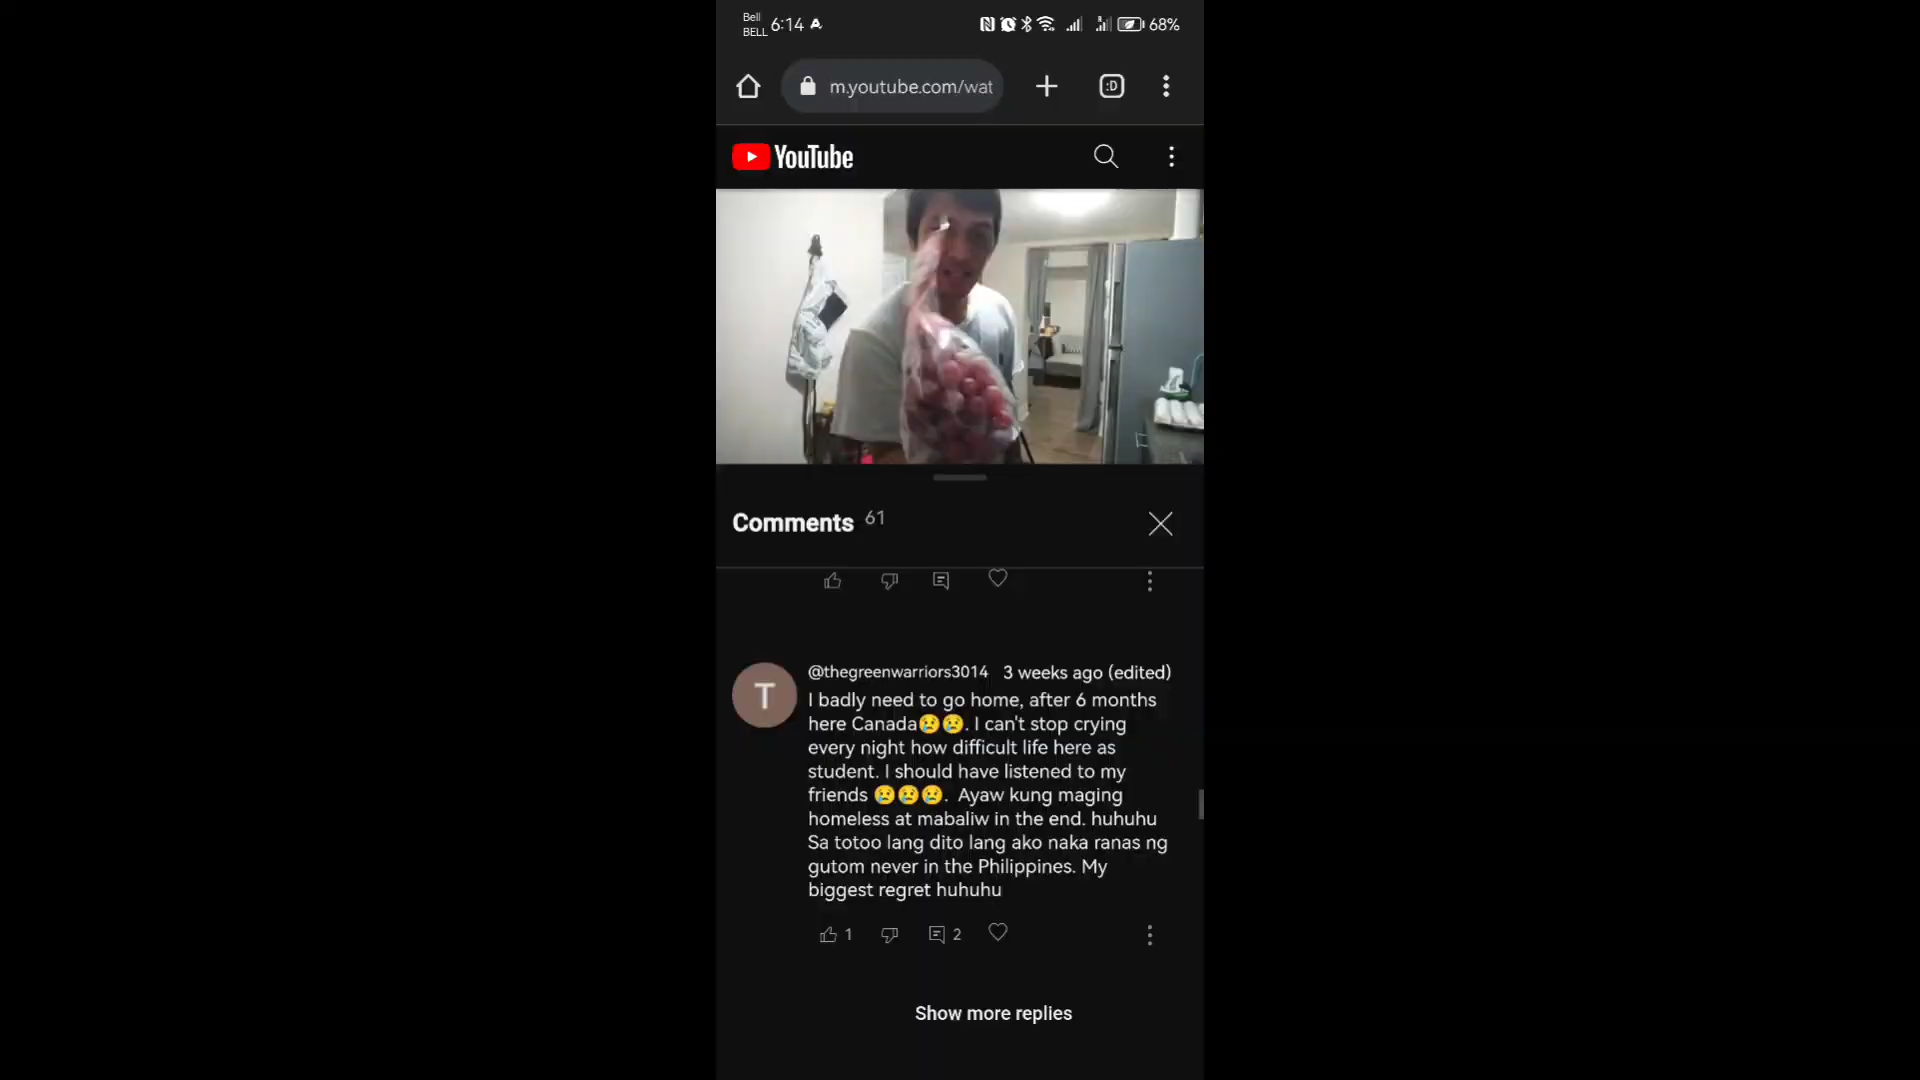 Bell
BELL
6:14
68%
m.youtube.com/wat
:D
YouTube
Comments 61
@thegreenwarriors3014 3 weeks ago (edited)
T
I badly need to go home, after 6 months
here Canada😢😢. I can't stop crying
every night how difficult life here as
student. I should have listened to my
friends 😢😢😢.  Ayaw kung maging
homeless at mabaliw in the end. huhuhu
Sa totoo lang dito lang ako naka ranas ng
gutom never in the Philippines. My
biggest regret huhuhu
1
2
Show more replies